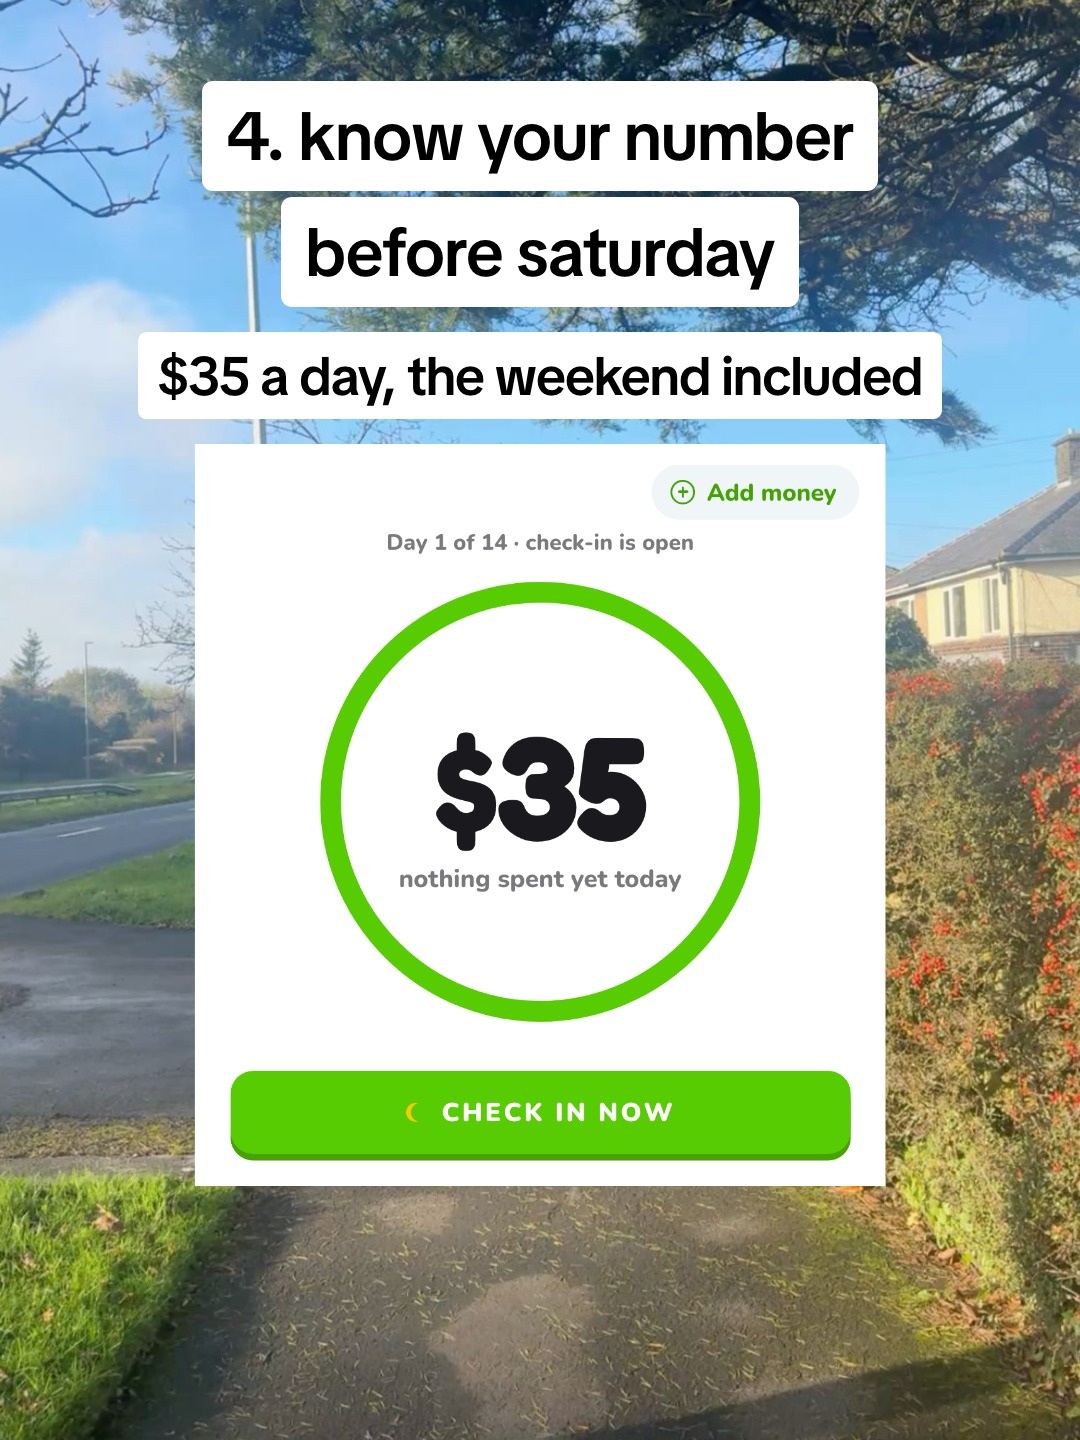 4. know your number
before saturday
$35 a day, the weekend included
Add money
Day 1 of 14 · check-in is open
$35
nothing spent yet today
CHECK IN NOW